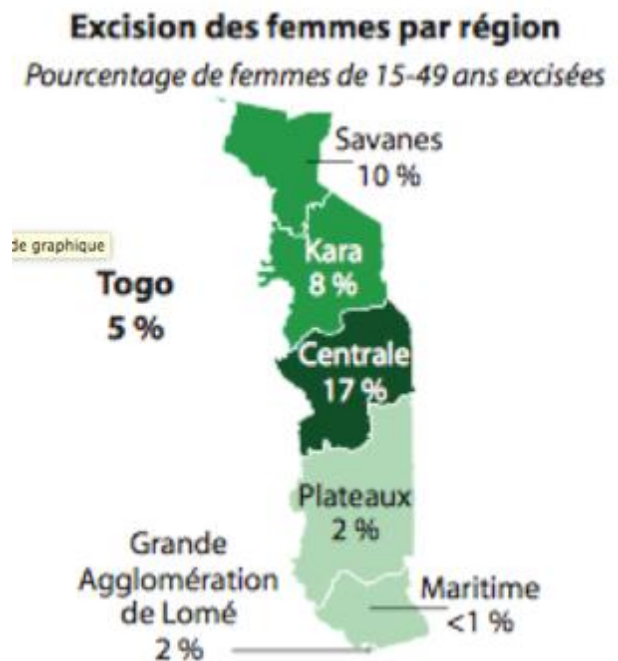 Excision des femmes par région
Pourcentage de femmes de 15-49 ans excisées
Savanes
10 %
de graphique
Togo
5 %
Kara
8 %
Centrale
17 %
Plateaux
2 %
Grande
Agglomération
de Lomé
2 %
Maritime
<1 %